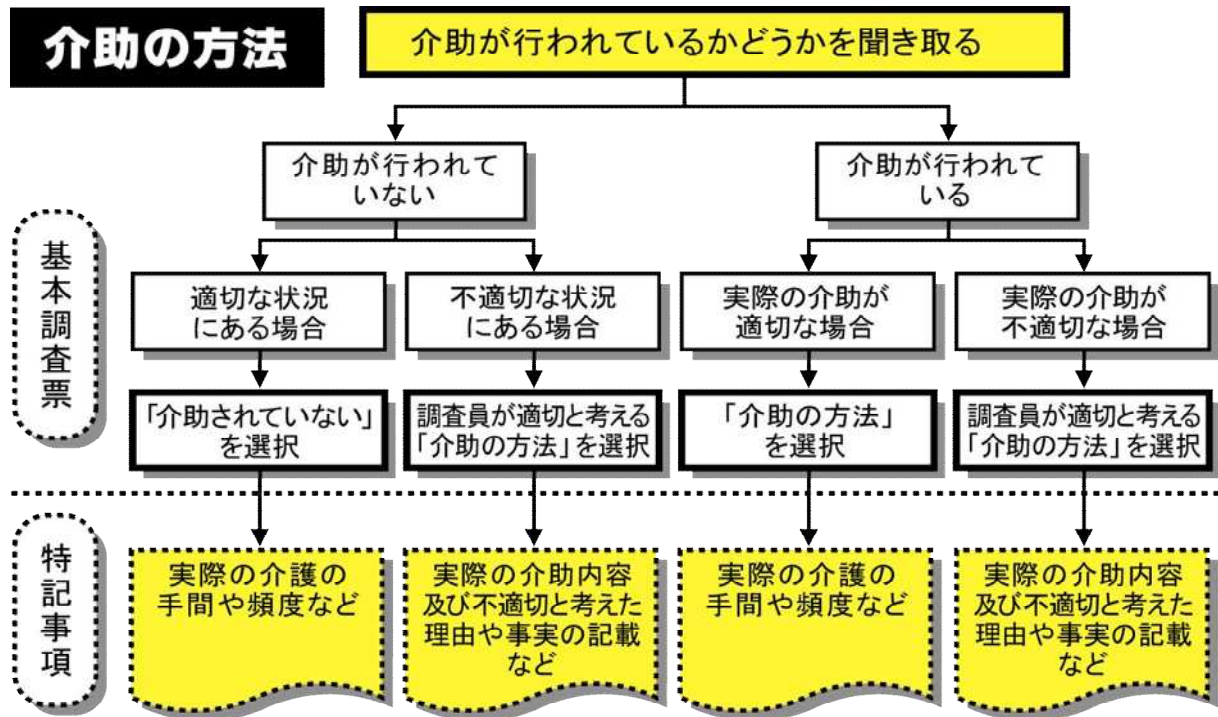 介助の方法
介助が行われているかどうかを聞き取る
介助が行われて
いない
介助が行われて
いる
基本調査票
適切な状況
にある場合
不適切な状況
にある場合
実際の介助が
適切な場合
実際の介助が
不適切な場合
「介助されていない」
を選択
調査員が適切と考える
「介助の方法」を選択
「介助の方法」
を選択
調査員が適切と考える
「介助の方法」を選択
特記事項
実際の介護の
手間や頻度など
実際の介助内容
及び不適切と考えた
理由や事実の記載
など
実際の介護の
手間や頻度など
実際の介助内容
及び不適切と考えた
理由や事実の記載
など